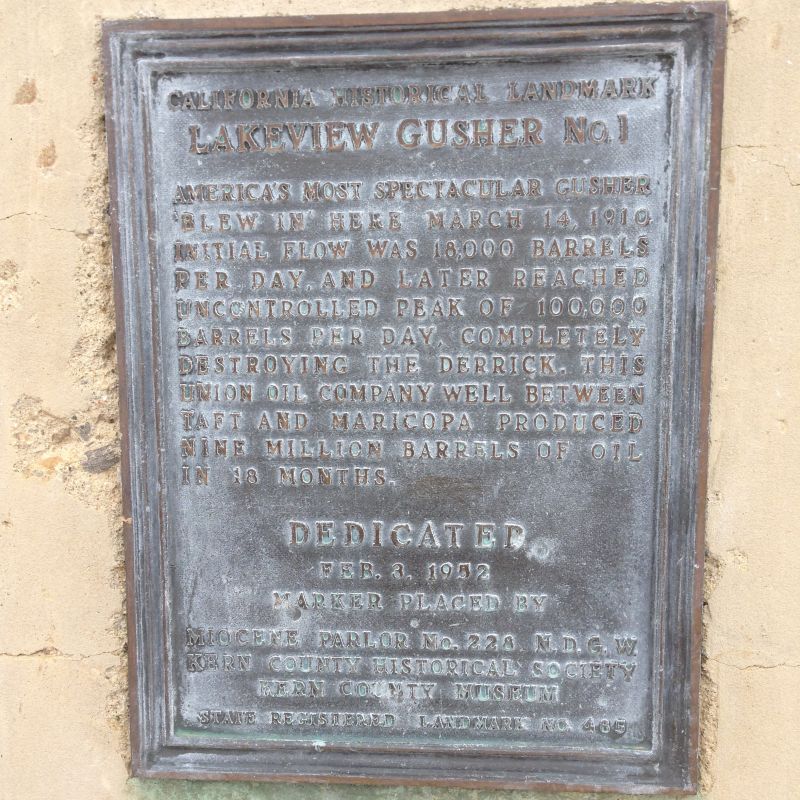 CALIFORNIA HISTORICAL LANDMARK
LAKEVIEW GUSHER No. 1
AMERICA'S MOST SPECTACULAR GUSHER
BLEW IN HERE MARCH 14, 1910.
INITIAL FLOW WAS 18,000 BARRELS
PER DAY, AND LATER REACHED
UNCONTROLLED PEAK OF 100,000
BARRELS PER DAY, COMPLETELY
DESTROYING THE DERRICK. THIS
UNION OIL COMPANY WELL BETWEEN
TAFT AND MARICOPA PRODUCED
NINE MILLION BARRELS OF OIL
IN 18 MONTHS.
DEDICATED
FEB. 3, 1952
MARKER PLACED BY
MIOCENE PARLOR No. 228, N.D.G.W.
KERN COUNTY HISTORICAL SOCIETY
KERN COUNTY MUSEUM
STATE REGISTERED LANDMARK NO. 485